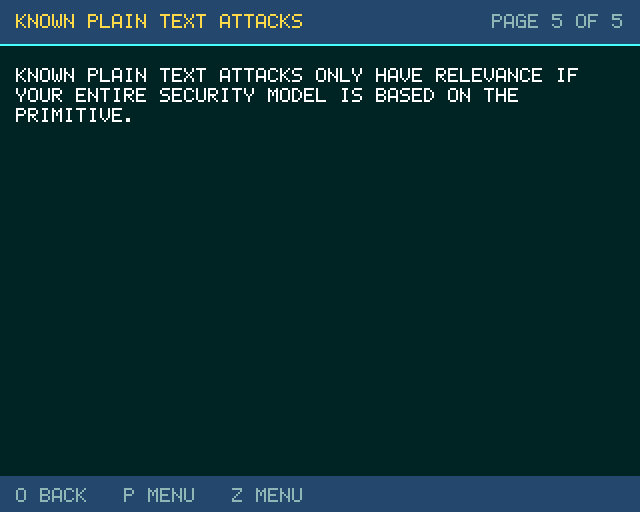 KNOWN PLAIN TEXT ATTACKS PAGE 5 OF 5
KNOWN PLAIN TEXT ATTACKS ONLY HAVE RELEVANCE IF
YOUR ENTIRE SECURITY MODEL IS BASED ON THE
PRIMITIVE.
O BACK P MENU Z MENU